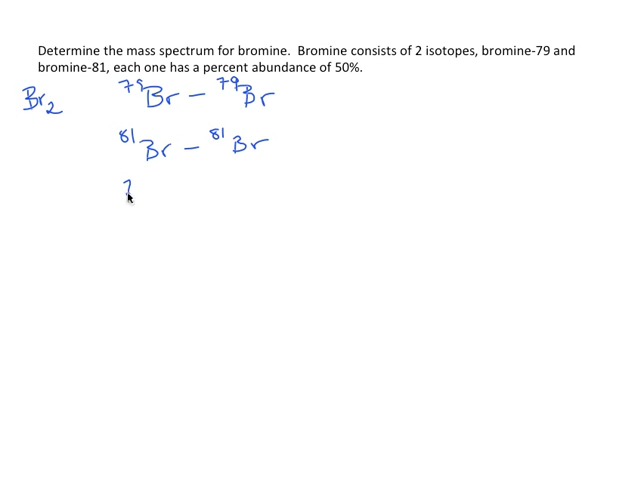 Determine the mass spectrum for bromine. Bromine consists of 2 isotopes, bromine-79 and
bromine-81, each one has a percent abundance of 50%.
Br₂ ⁷⁹Br – ⁷⁹Br
⁸¹Br – ⁸¹Br